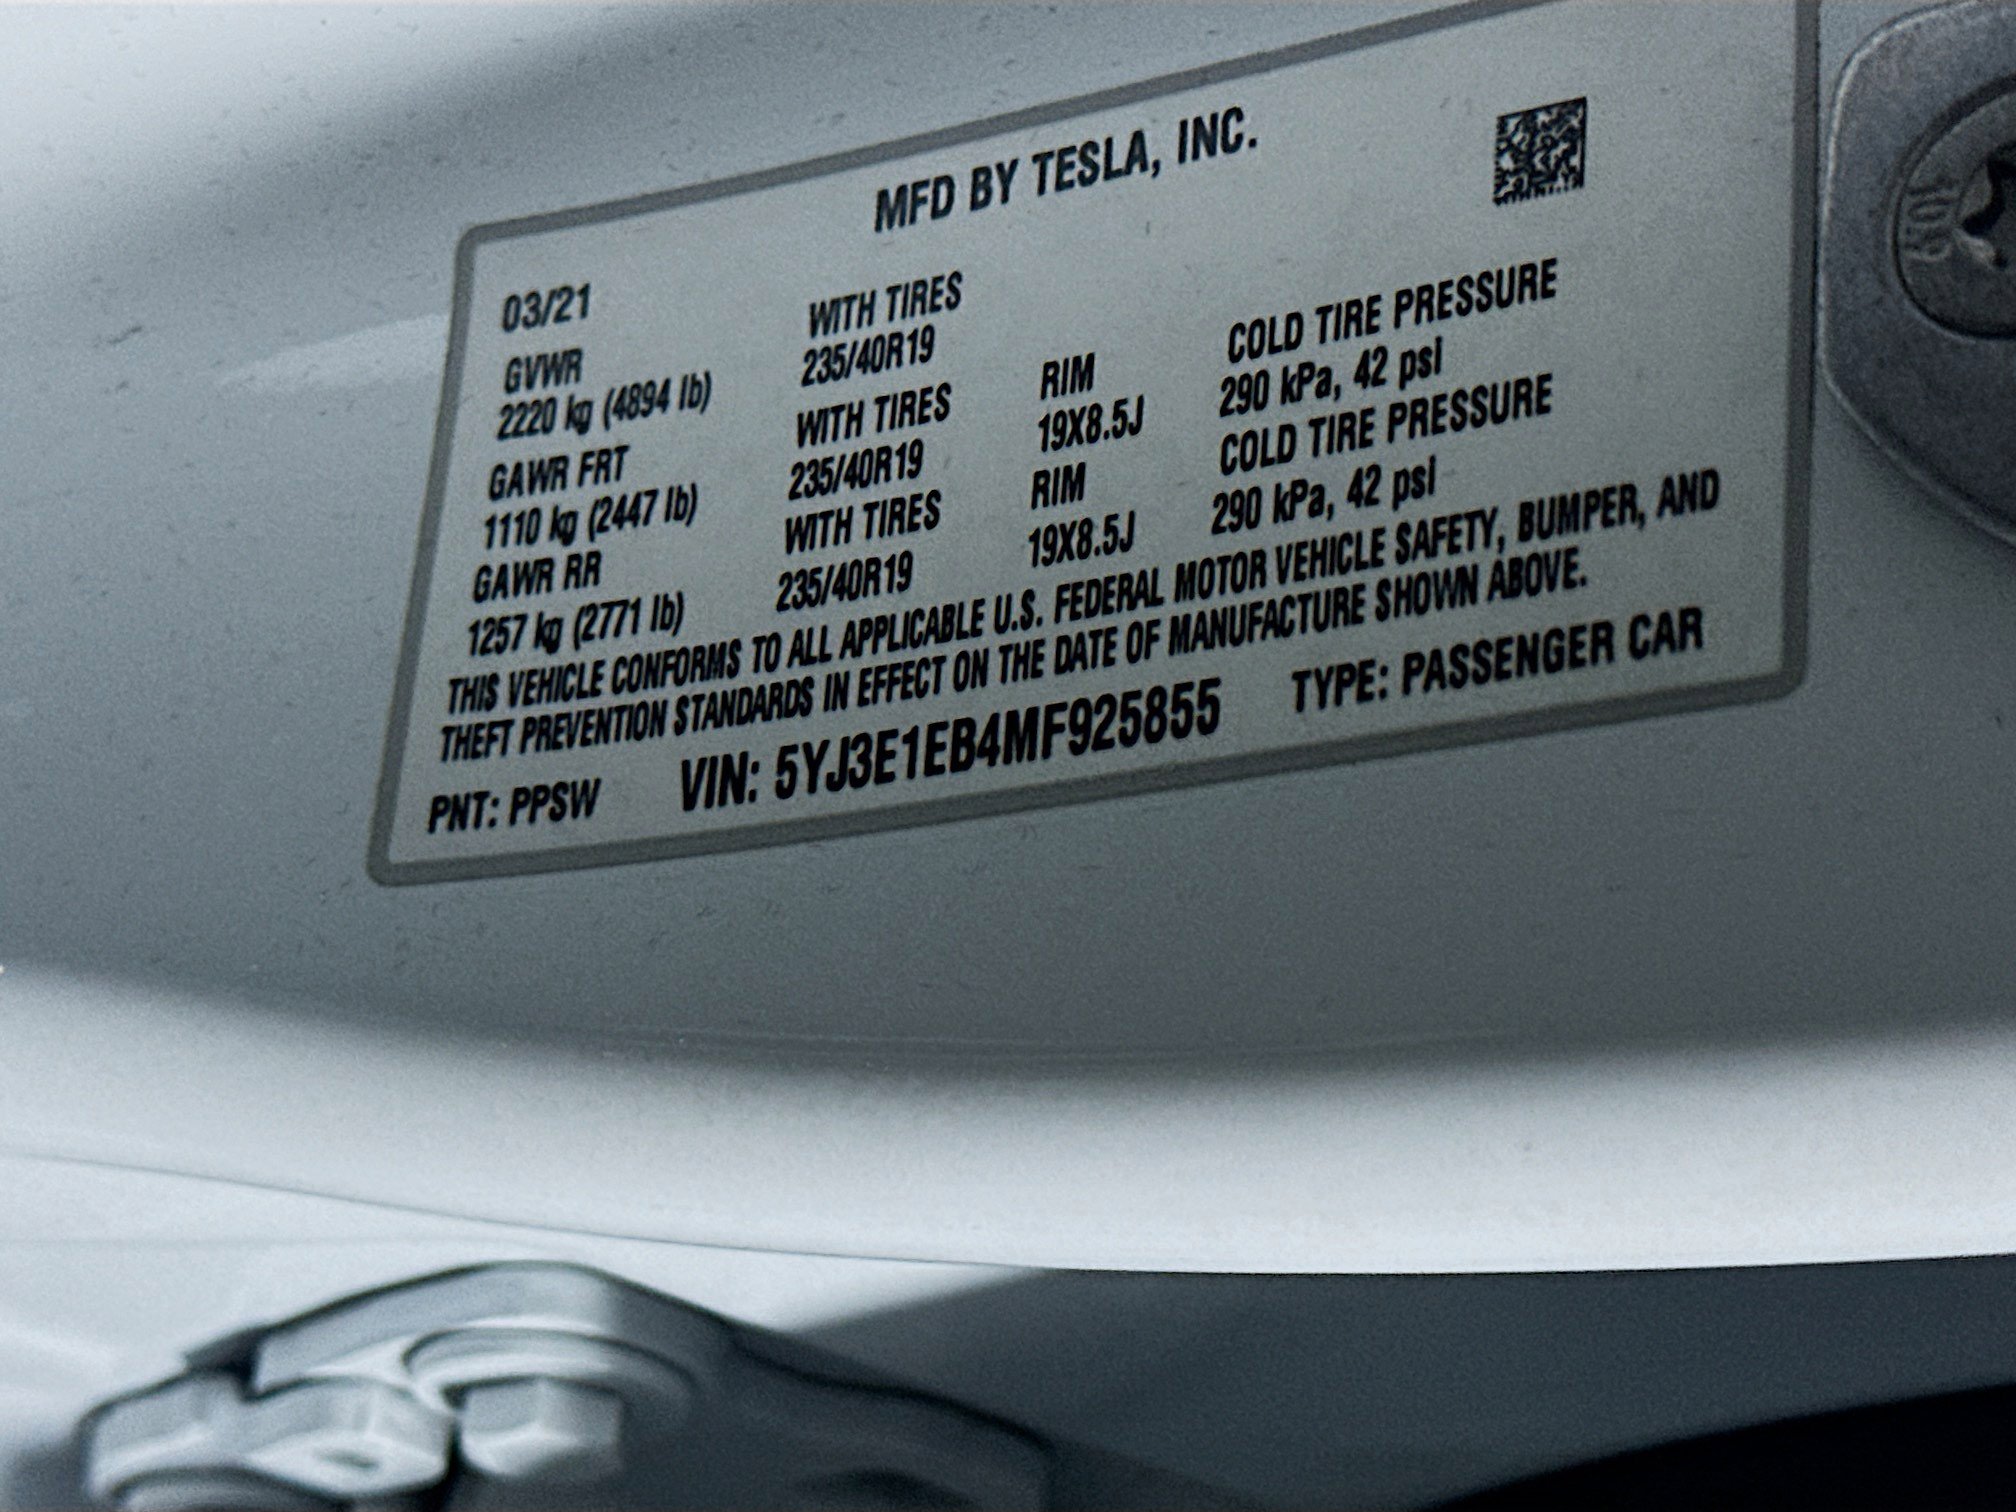 MFD BY TESLA, INC.
03/21
GVWR WITH TIRES
2220 kg (4894 lb) 235/40R19
GAWR FRT WITH TIRES RIM COLD TIRE PRESSURE
1110 kg (2447 lb) 235/40R19 19X8.5J 290 kPa, 42 psi
GAWR RR WITH TIRES RIM COLD TIRE PRESSURE
1257 kg (2771 lb) 235/40R19 19X8.5J 290 kPa, 42 psi
THIS VEHICLE CONFORMS TO ALL APPLICABLE U.S. FEDERAL MOTOR VEHICLE SAFETY, BUMPER, AND
THEFT PREVENTION STANDARDS IN EFFECT ON THE DATE OF MANUFACTURE SHOWN ABOVE.
PNT: PPSW VIN: 5YJ3E1EB4MF925855 TYPE: PASSENGER CAR
10.9